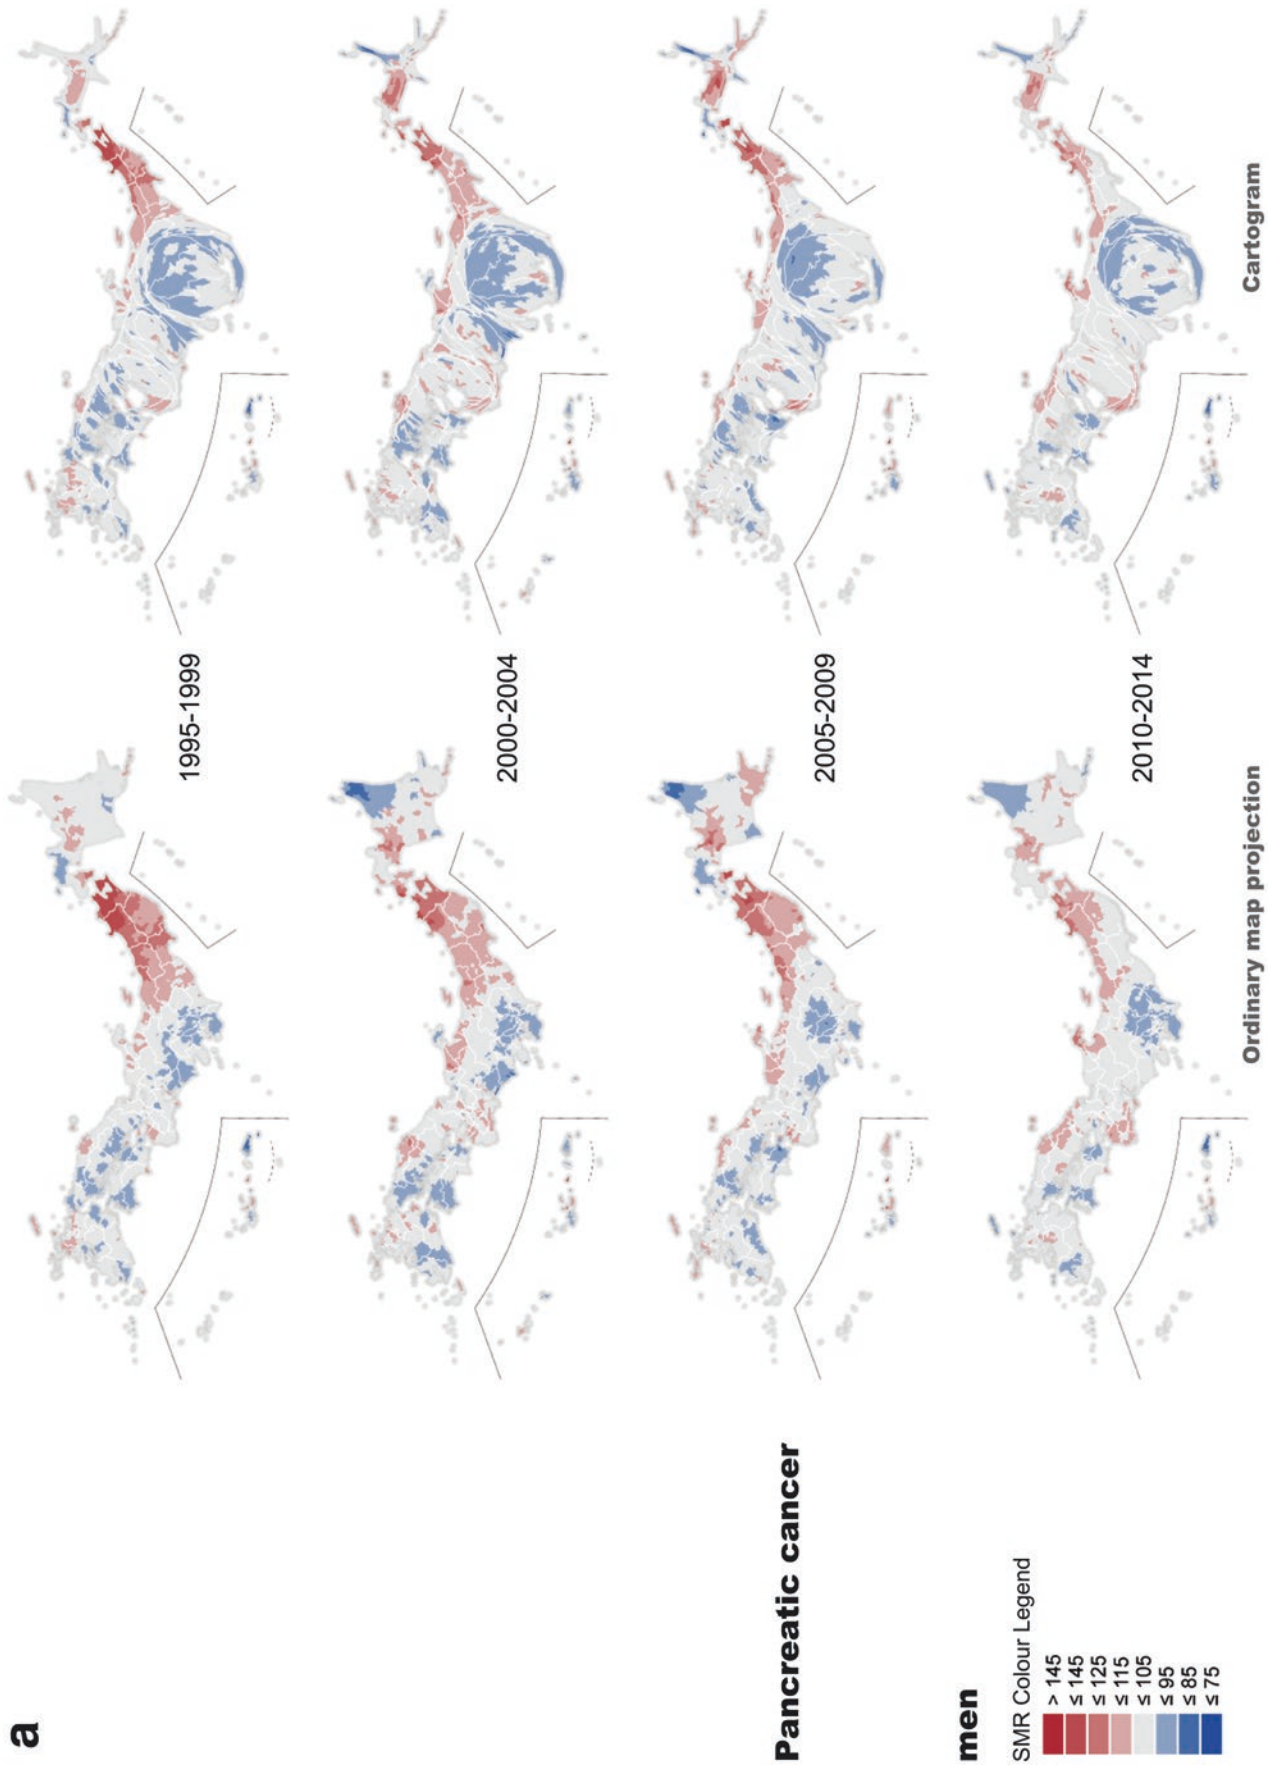 a
1995-1999
2000-2004
2005-2009
2010-2014
Ordinary map projection
Cartogram
Pancreatic cancer
men
SMR Colour Legend
> 145
≤ 145
≤ 125
≤ 115
≤ 105
≤ 95
≤ 85
≤ 75